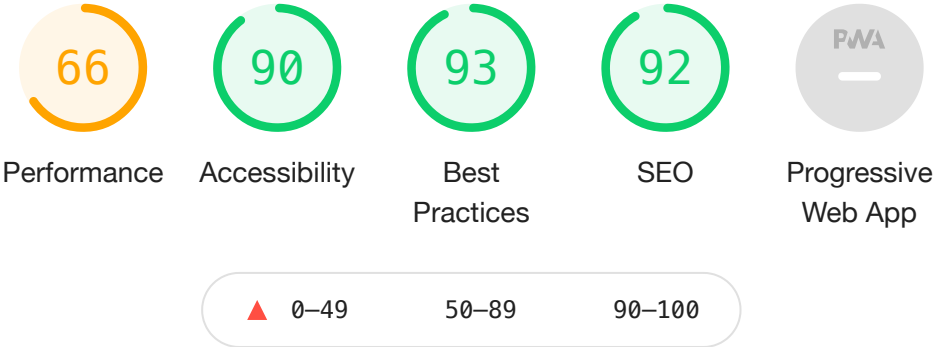 66
90
93
92
PWA
Performance
Accessibility
Best
Practices
SEO
Progressive
Web App
0–49
50–89
90–100